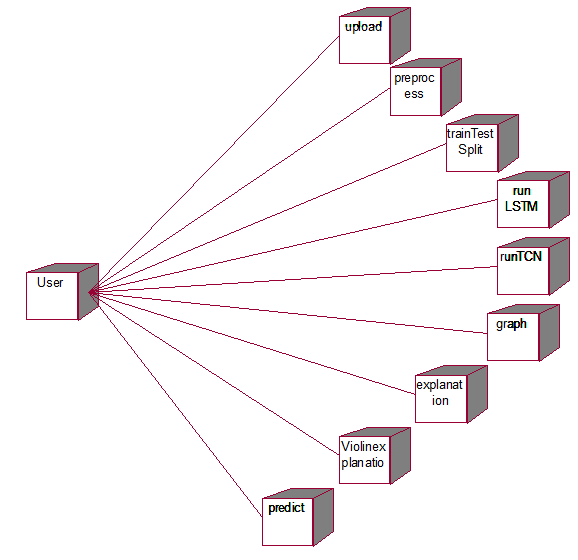 upload
preproc
ess
trainTest
Split
run
LSTM
runTCN
User
graph
explanat
ion
Violinex
planatio
predict